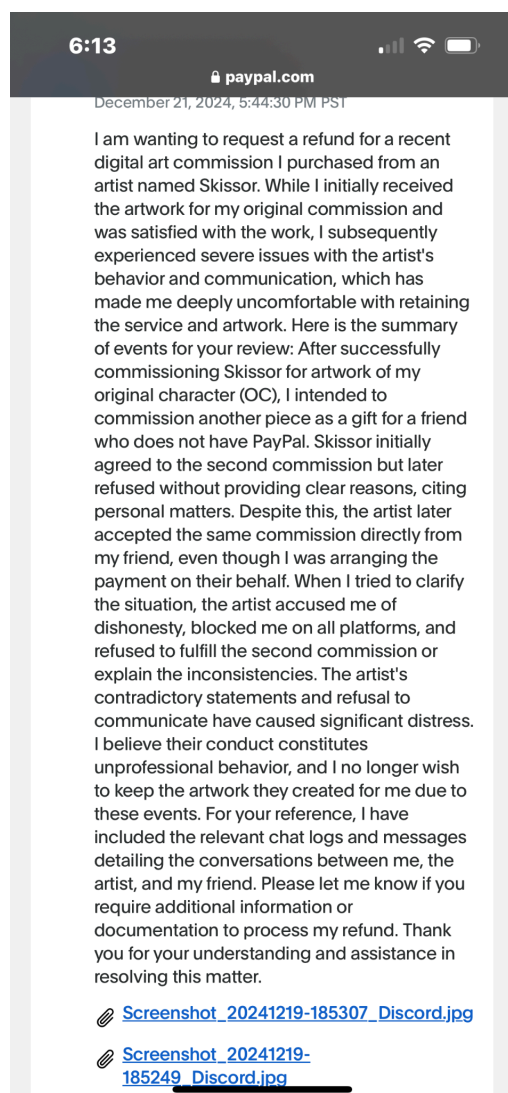 6:13
paypal.com
December 21, 2024, 5:44:30 PM PST
I am wanting to request a refund for a recent
digital art commission I purchased from an
artist named Skissor. While I initially received
the artwork for my original commission and
was satisfied with the work, I subsequently
experienced severe issues with the artist's
behavior and communication, which has
made me deeply uncomfortable with retaining
the service and artwork. Here is the summary
of events for your review: After successfully
commissioning Skissor for artwork of my
original character (OC), I intended to
commission another piece as a gift for a friend
who does not have PayPal. Skissor initially
agreed to the second commission but later
refused without providing clear reasons, citing
personal matters. Despite this, the artist later
accepted the same commission directly from
my friend, even though I was arranging the
payment on their behalf. When I tried to clarify
the situation, the artist accused me of
dishonesty, blocked me on all platforms, and
refused to fulfill the second commission or
explain the inconsistencies. The artist's
contradictory statements and refusal to
communicate have caused significant distress.
I believe their conduct constitutes
unprofessional behavior, and I no longer wish
to keep the artwork they created for me due to
these events. For your reference, I have
included the relevant chat logs and messages
detailing the conversations between me, the
artist, and my friend. Please let me know if you
require additional information or
documentation to process my refund. Thank
you for your understanding and assistance in
resolving this matter.
Screenshot_20241219-185307_Discord.jpg
Screenshot_20241219-
185249_Discord.jpg